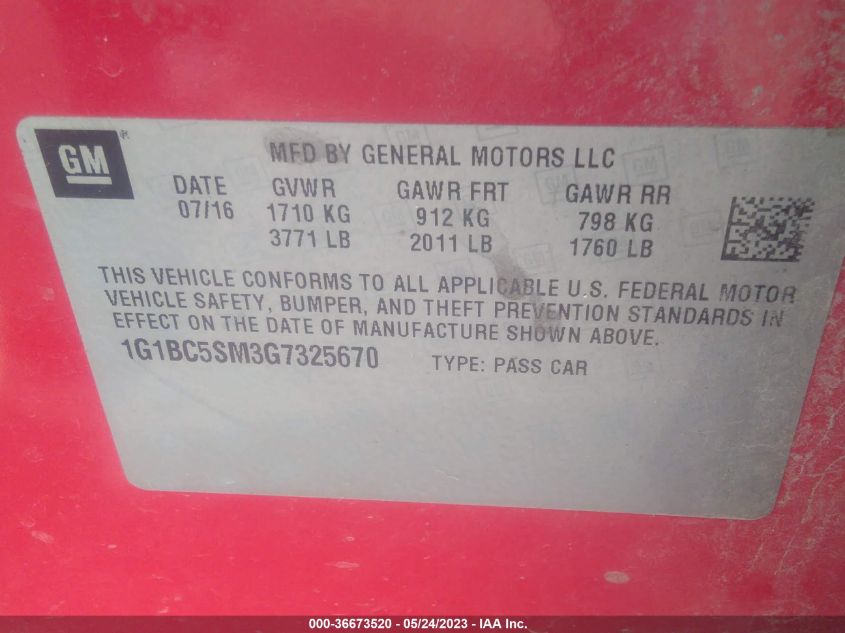 GM
MFD BY GENERAL MOTORS LLC
DATE GVWR GAWR FRT GAWR RR
07/16 1710 KG 912 KG 798 KG
3771 LB 2011 LB 1760 LB
THIS VEHICLE CONFORMS TO ALL APPLICABLE U.S. FEDERAL MOTOR
VEHICLE SAFETY, BUMPER, AND THEFT PREVENTION STANDARDS IN
EFFECT ON THE DATE OF MANUFACTURE SHOWN ABOVE.
1G1BC5SM3G7325670 TYPE: PASS CAR
000-36673520 - 05/24/2023 - IAA Inc.